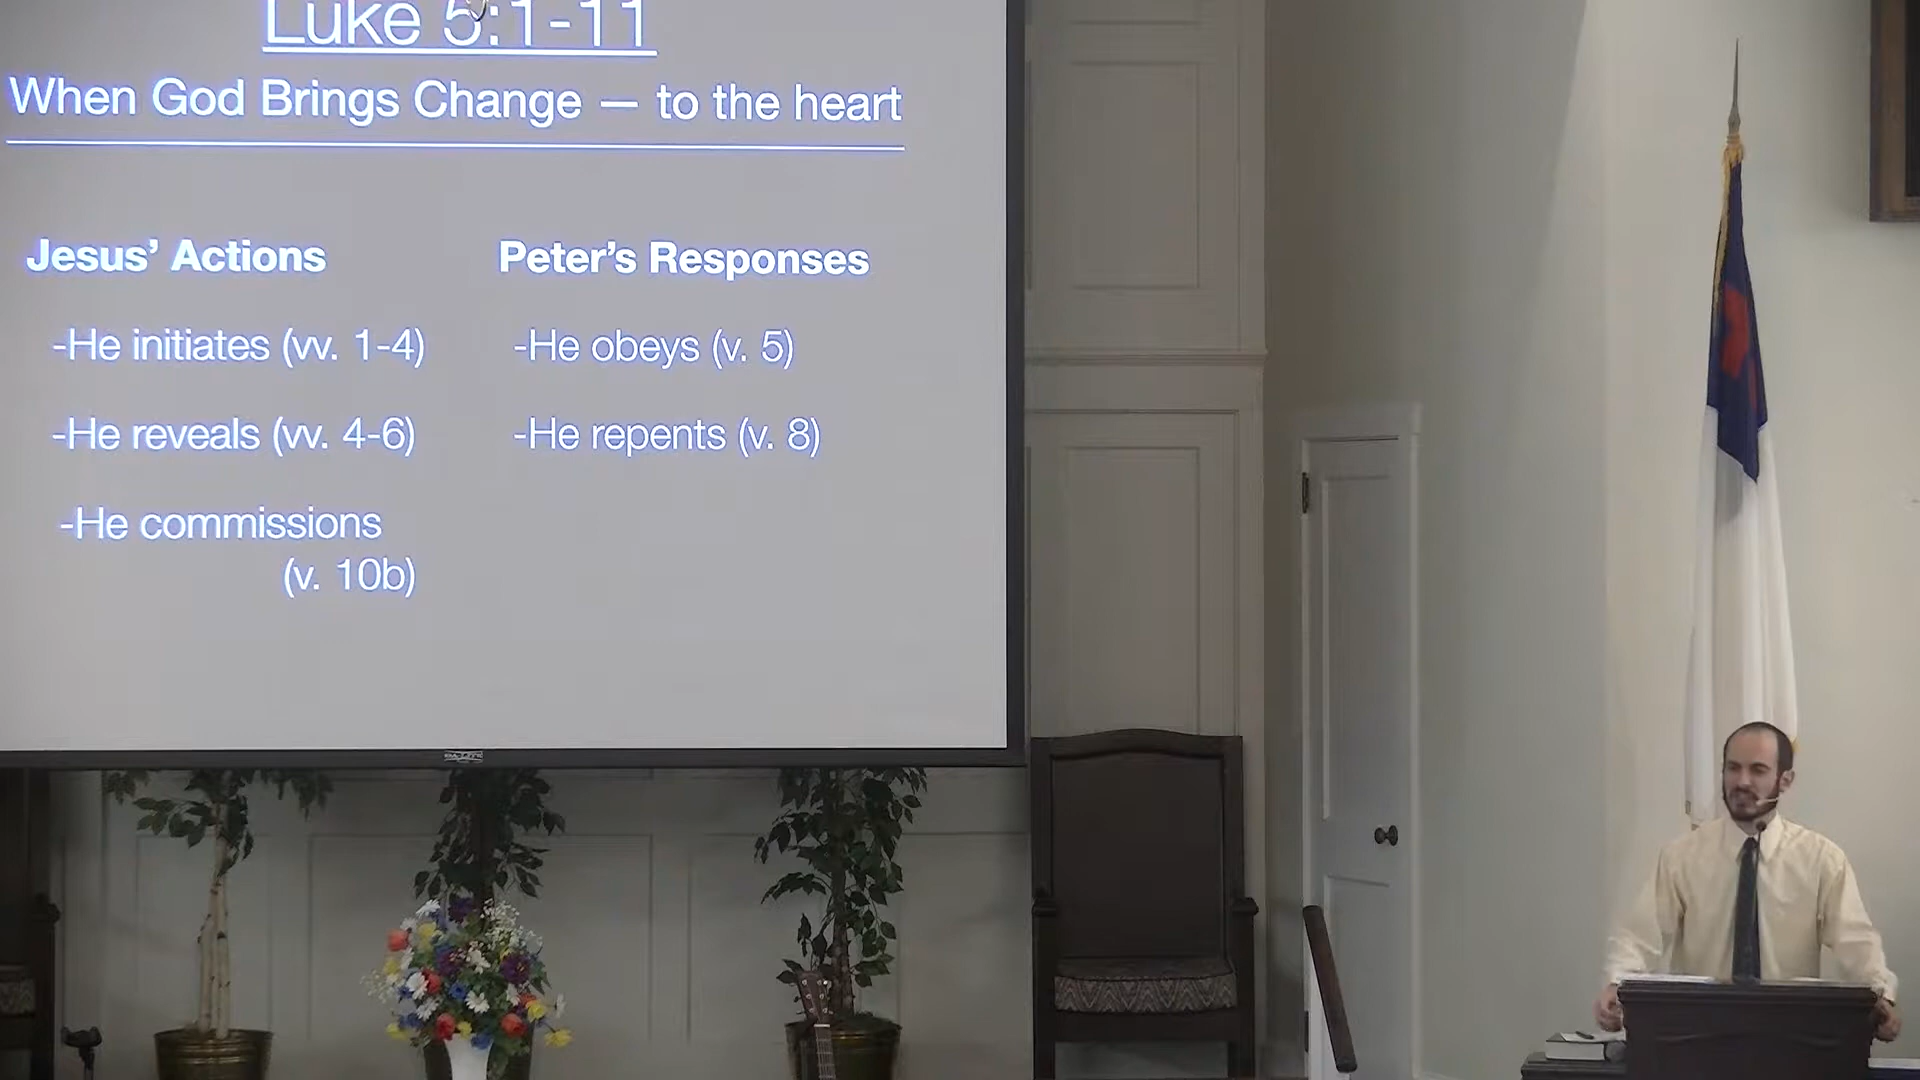 Luke 5:1-11
When God Brings Change — to the heart
Jesus' Actions
-He initiates (vv. 1-4)
-He reveals (vv. 4-6)
-He commissions
(v. 10b)
Peter's Responses
-He obeys (v. 5)
-He repents (v. 8)